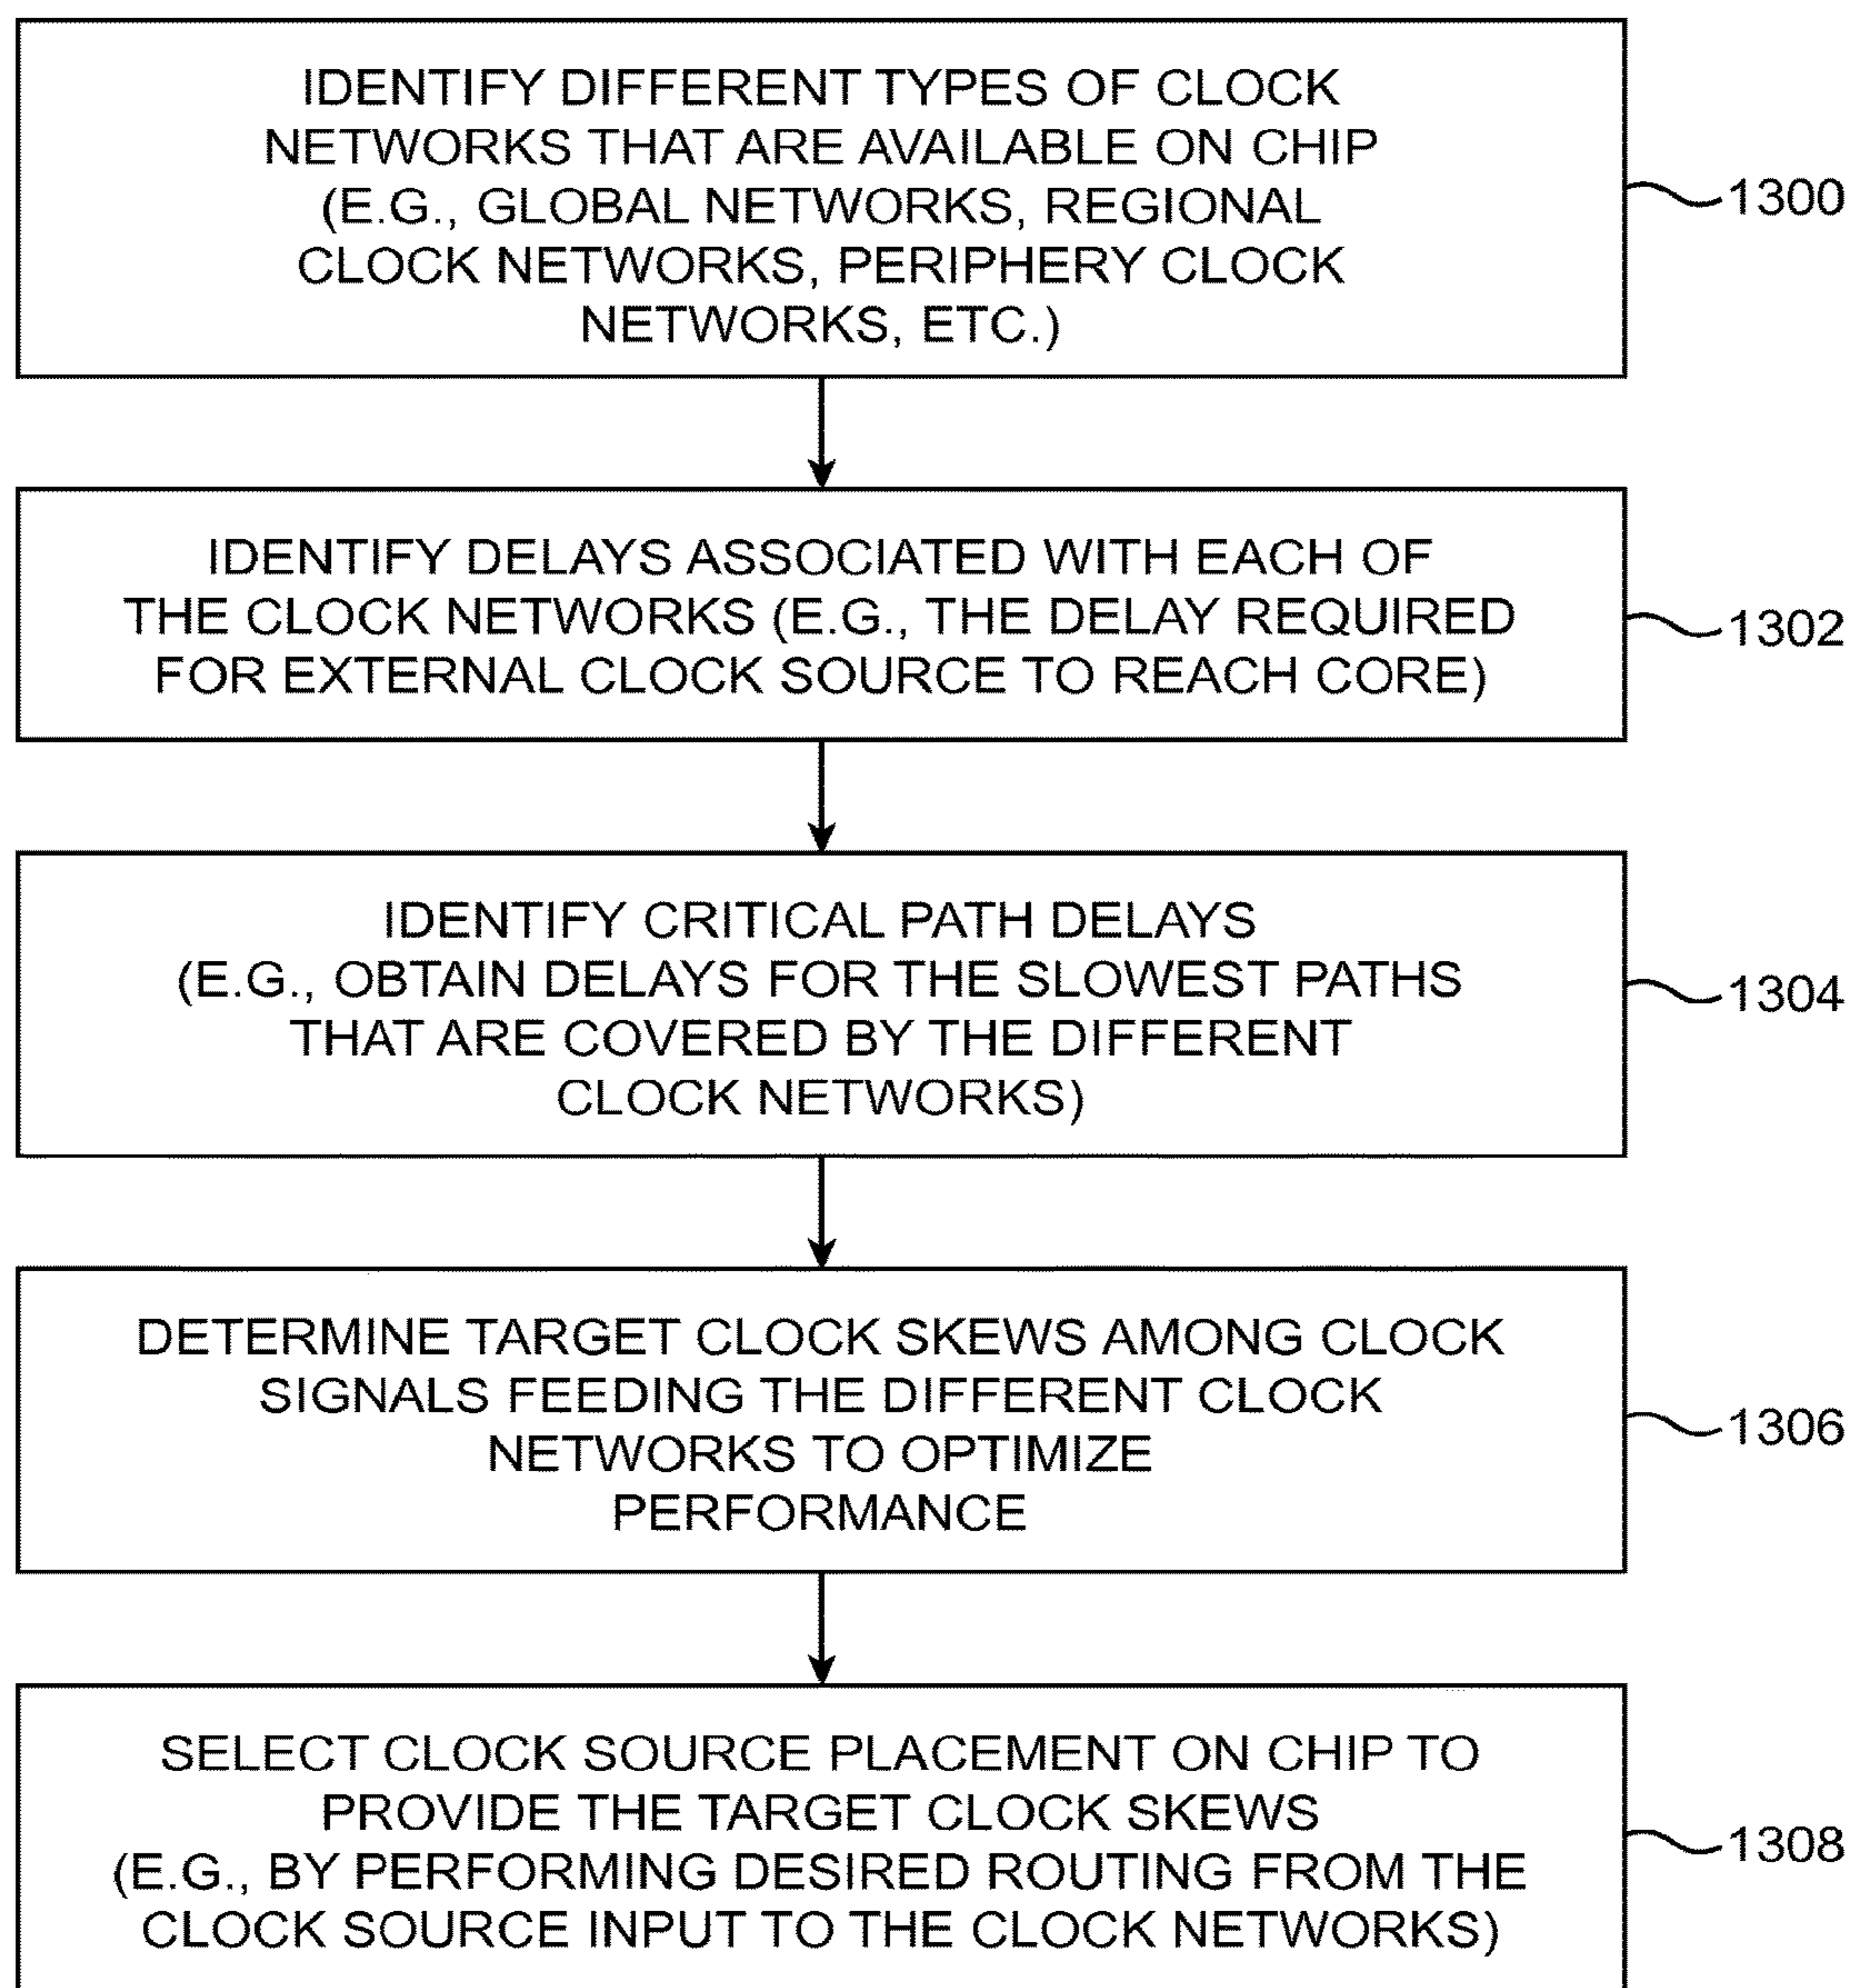 IDENTIFY DIFFERENT TYPES OF CLOCK
NETWORKS THAT ARE AVAILABLE ON CHIP
(E.G., GLOBAL NETWORKS, REGIONAL
CLOCK NETWORKS, PERIPHERY CLOCK
NETWORKS, ETC.)
1300
IDENTIFY DELAYS ASSOCIATED WITH EACH OF
THE CLOCK NETWORKS (E.G., THE DELAY REQUIRED
FOR EXTERNAL CLOCK SOURCE TO REACH CORE)
1302
IDENTIFY CRITICAL PATH DELAYS
(E.G., OBTAIN DELAYS FOR THE SLOWEST PATHS
THAT ARE COVERED BY THE DIFFERENT
CLOCK NETWORKS)
1304
DETERMINE TARGET CLOCK SKEWS AMONG CLOCK
SIGNALS FEEDING THE DIFFERENT CLOCK
NETWORKS TO OPTIMIZE
PERFORMANCE
1306
SELECT CLOCK SOURCE PLACEMENT ON CHIP TO
PROVIDE THE TARGET CLOCK SKEWS
(E.G., BY PERFORMING DESIRED ROUTING FROM THE
CLOCK SOURCE INPUT TO THE CLOCK NETWORKS)
1308